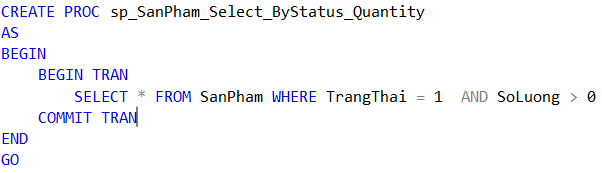 CREATE PROC sp_SanPham_Select_ByStatus_Quantity
AS
BEGIN
    BEGIN TRAN
        SELECT * FROM SanPham WHERE TrangThai = 1  AND SoLuong > 0
    COMMIT TRAN
END
GO